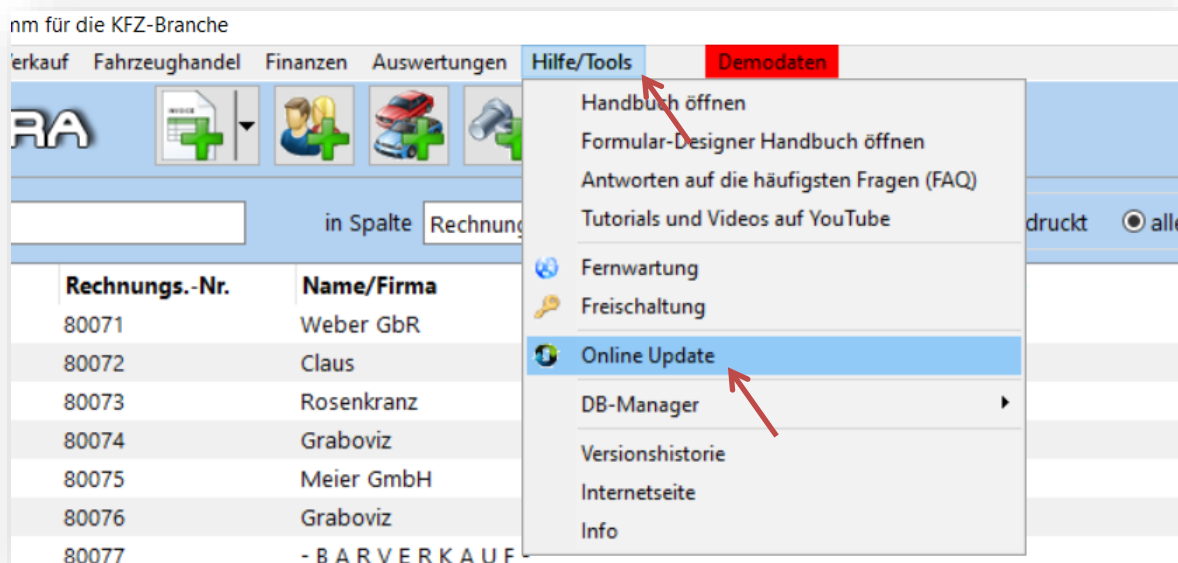 mm für die KFZ-Branche
erkauf Fahrzeughandel Finanzen Auswertungen Hilfe/Tools Demodaten
RA INVOICE
Handbuch öffnen
Formular-Designer Handbuch öffnen
Antworten auf die häufigsten Fragen (FAQ)
Tutorials und Videos auf YouTube
in Spalte Rechnung druckt alle
Fernwartung
Freischaltung
Online Update
DB-Manager
Versionshistorie
Internetseite
Info
Rechnungs.-Nr. Name/Firma
80071 Weber GbR
80072 Claus
80073 Rosenkranz
80074 Graboviz
80075 Meier GmbH
80076 Graboviz
80077 - B A R V E R K A U F -